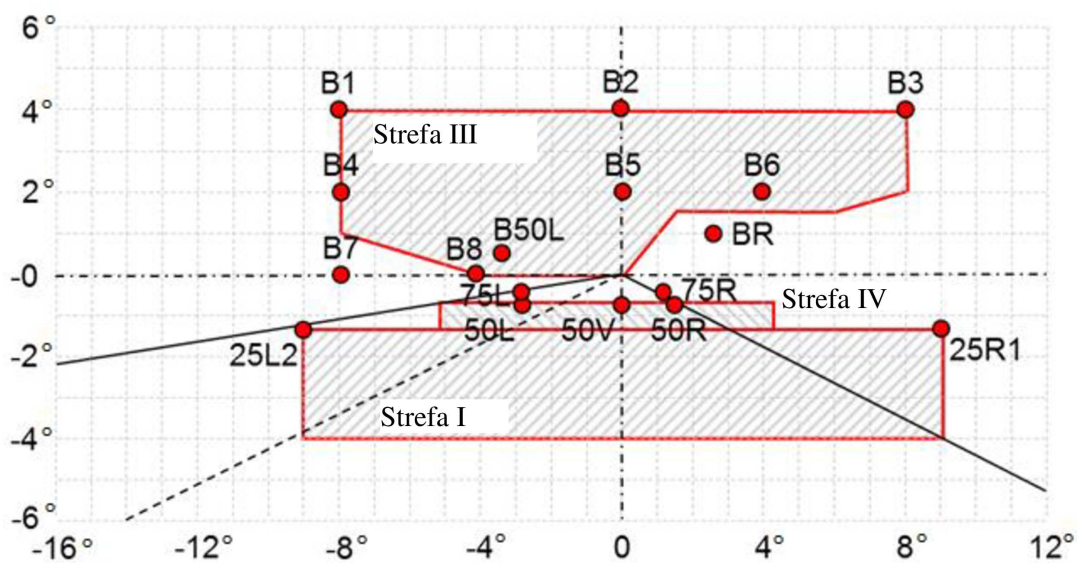 6°
B1 B2 B3
4°
Strefa III
B4 B5 B6
2°
B50L
BR
B7 B8
-0
75L 75R
Strefa IV
50L 50V 50R
25L2 25R1
-2°
Strefa I
-4°
-6°
-16° -12° -8° -4° 0 4° 8° 12°